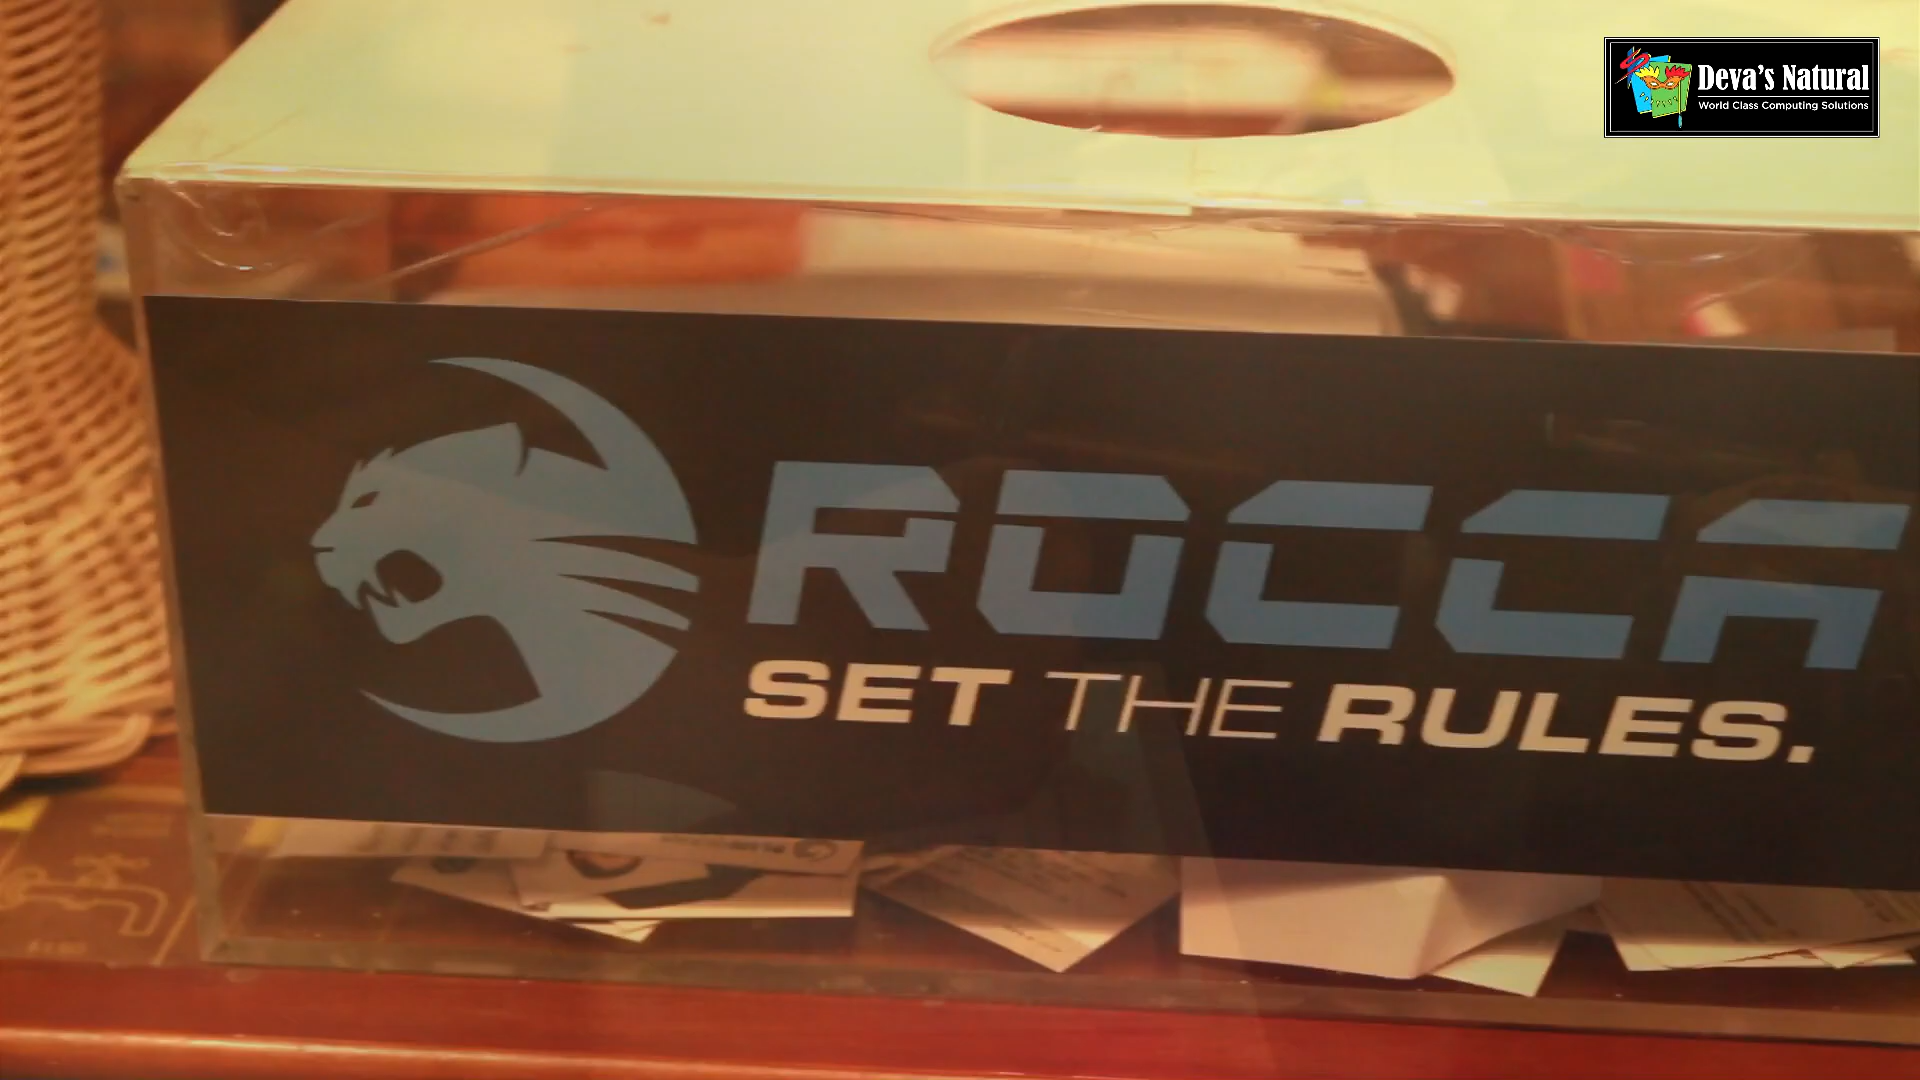 Deva's Natural
World Class Computing Solutions
ROCCA
SET THE RULES.